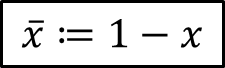 x̄ := 1 − x